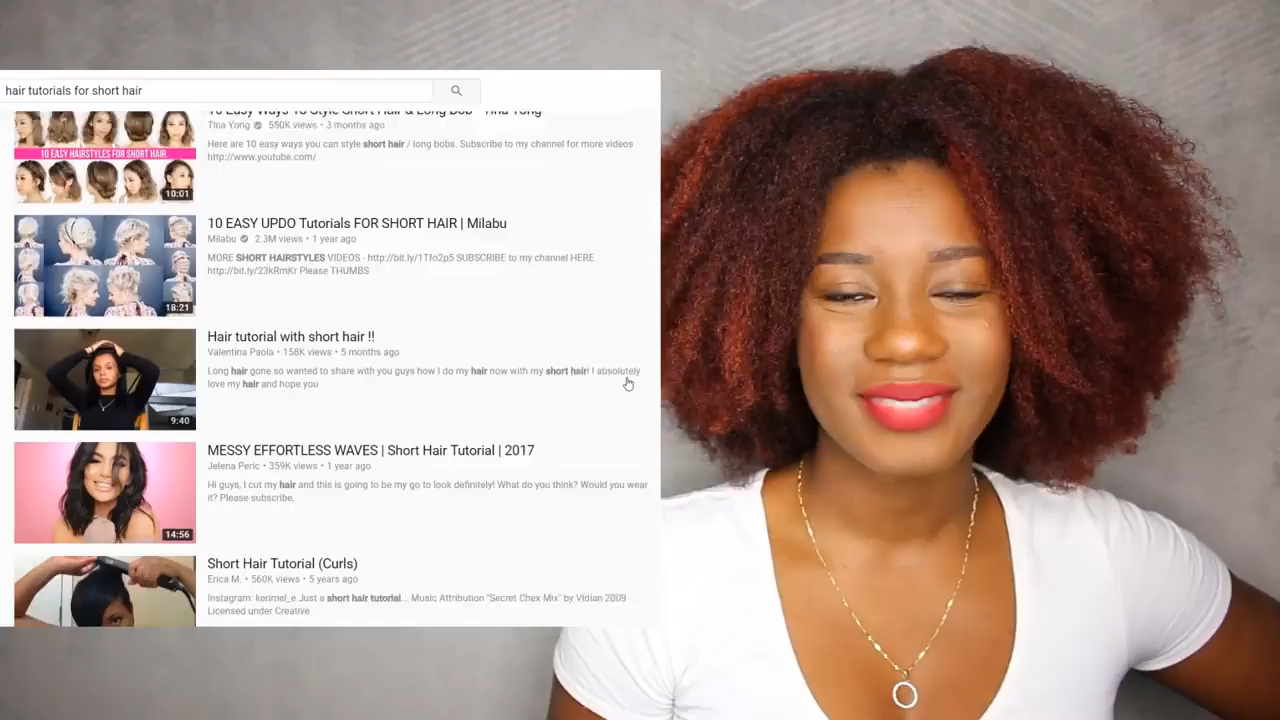 hair tutorials for short hair
10 Easy Ways To Style Short Hair & Long Bob - Tina Yong
Tina Yong 550K views • 3 months ago
Here are 10 easy ways you can style short hair / long bobs. Subscribe to my channel for more videos
http://www.youtube.com/
10 EASY HAIRSTYLES FOR SHORT HAIR
10:01
10 EASY UPDO Tutorials FOR SHORT HAIR | Milabu
Milabu 2.3M views • 1 year ago
MORE SHORT HAIRSTYLES VIDEOS - http://bit.ly/1Tfo2p5 SUBSCRIBE to my channel HERE
http://bit.ly/23kRmKr Please THUMBS
18:21
Hair tutorial with short hair !!
Valentina Paola • 158K views • 5 months ago
Long hair gone so wanted to share with you guys how I do my hair now with my short hair! I absolutely
love my hair and hope you
9:40
MESSY EFFORTLESS WAVES | Short Hair Tutorial | 2017
Jelena Peric • 359K views • 1 year ago
Hi guys, I cut my hair and this is going to be my go to look definitely! What do you think? Would you wear
it? Please subscribe,
14:56
Short Hair Tutorial (Curls)
Erica M. • 560K views • 5 years ago
Instagram: kerimel_e Just a short hair tutorial... Music Attribution "Secret Chex Mix" by Vidian 2009 -
Licensed under Creative